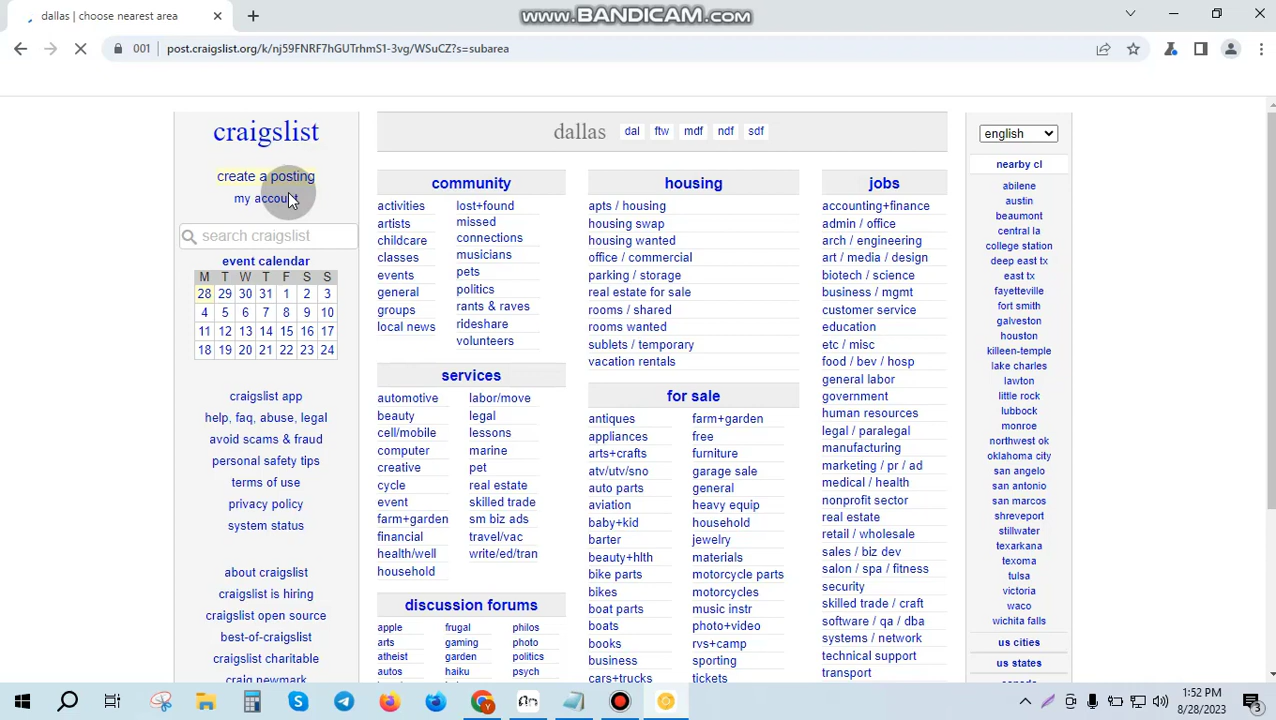 dallas | choose nearest area
www.BANDICAM.com
001 post.craigslist.org/k/nj59FNRF7hGUTrhmS1-3vg/WSuCZ?s=subarea
craigslist
create a posting
my account
search craigslist
event calendar
M T W T F S S
28 29 30 31 1 2 3
4 5 6 7 8 9 10
11 12 13 14 15 16 17
18 19 20 21 22 23 24
craigslist app
help, faq, abuse, legal
avoid scams & fraud
personal safety tips
terms of use
privacy policy
system status
about craigslist
craigslist is hiring
craigslist open source
best-of-craigslist
craigslist charitable
craig newmark
dallas dal ftw mdf ndf sdf
community
activities
artists
childcare
classes
events
general
groups
local news
lost+found
missed
connections
musicians
pets
politics
rants & raves
rideshare
volunteers
services
automotive
beauty
cell/mobile
computer
creative
cycle
event
farm+garden
financial
health/well
household
labor/move
legal
lessons
marine
pet
real estate
skilled trade
sm biz ads
travel/vac
write/ed/tran
discussion forums
apple
arts
atheist
autos
frugal
gaming
garden
haiku
philos
photo
politics
psych
housing
apts / housing
housing swap
housing wanted
office / commercial
parking / storage
real estate for sale
rooms / shared
rooms wanted
sublets / temporary
vacation rentals
for sale
antiques
appliances
arts+crafts
atv/utv/sno
auto parts
aviation
baby+kid
barter
beauty+hlth
bike parts
bikes
boat parts
boats
books
business
cars+trucks
farm+garden
free
furniture
garage sale
general
heavy equip
household
jewelry
materials
motorcycle parts
motorcycles
music instr
photo+video
rvs+camp
sporting
tickets
jobs
accounting+finance
admin / office
arch / engineering
art / media / design
biotech / science
business / mgmt
customer service
education
etc / misc
food / bev / hosp
general labor
government
human resources
legal / paralegal
manufacturing
marketing / pr / ad
medical / health
nonprofit sector
real estate
retail / wholesale
sales / biz dev
salon / spa / fitness
security
skilled trade / craft
software / qa / dba
systems / network
technical support
transport
english
nearby cl
abilene
austin
beaumont
central la
college station
deep east tx
east tx
fayetteville
fort smith
galveston
houston
killeen-temple
lake charles
lawton
little rock
lubbock
monroe
northwest ok
oklahoma city
san angelo
san antonio
san marcos
shreveport
stillwater
texarkana
texoma
tulsa
victoria
waco
wichita falls
us cities
us states
canada
1:52 PM
8/28/2023
3